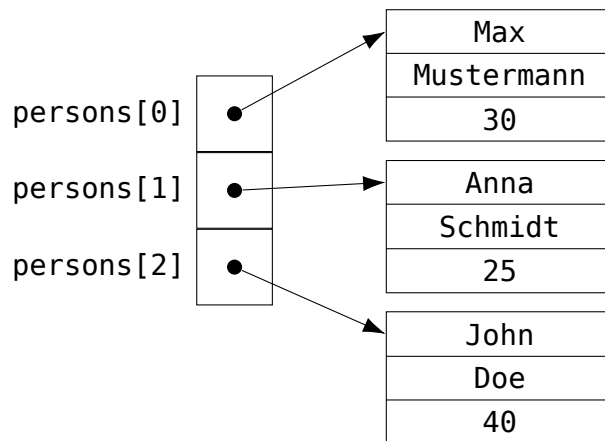 persons[0]
persons[1]
persons[2]
Max
Mustermann
30
Anna
Schmidt
25
John
Doe
40